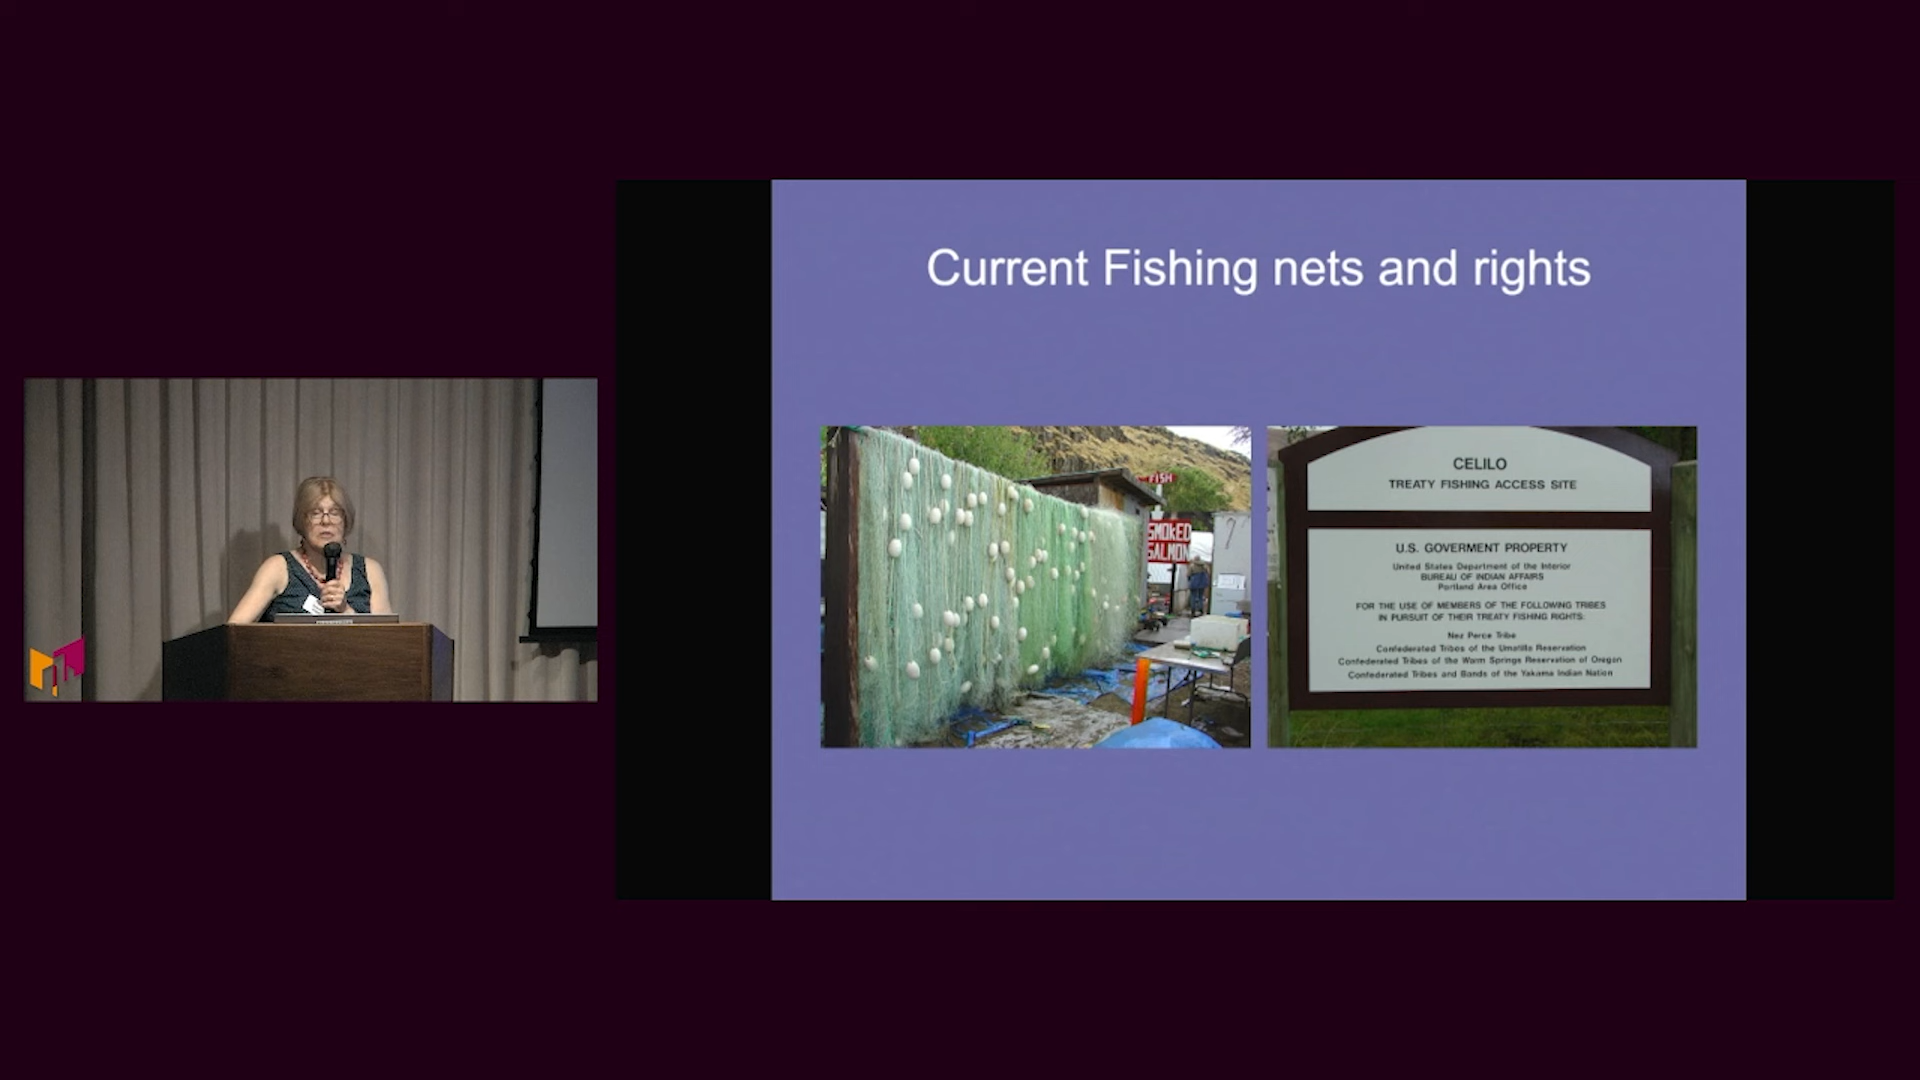 Current Fishing nets and rights
FISH
SMOKED
SALMON
CELILO
TREATY FISHING ACCESS SITE
U.S. GOVERMENT PROPERTY
United States Department of the Interior
BUREAU OF INDIAN AFFAIRS
Portland Area Office
FOR THE USE OF MEMBERS OF THE FOLLOWING TRIBES
IN PURSUIT OF THEIR TREATY FISHING RIGHTS:
Nez Perce Tribe
Confederated Tribes of the Umatilla Reservation
Confederated Tribes of the Warm Springs Reservation of Oregon
Confederated Tribes and Bands of the Yakama Indian Nation